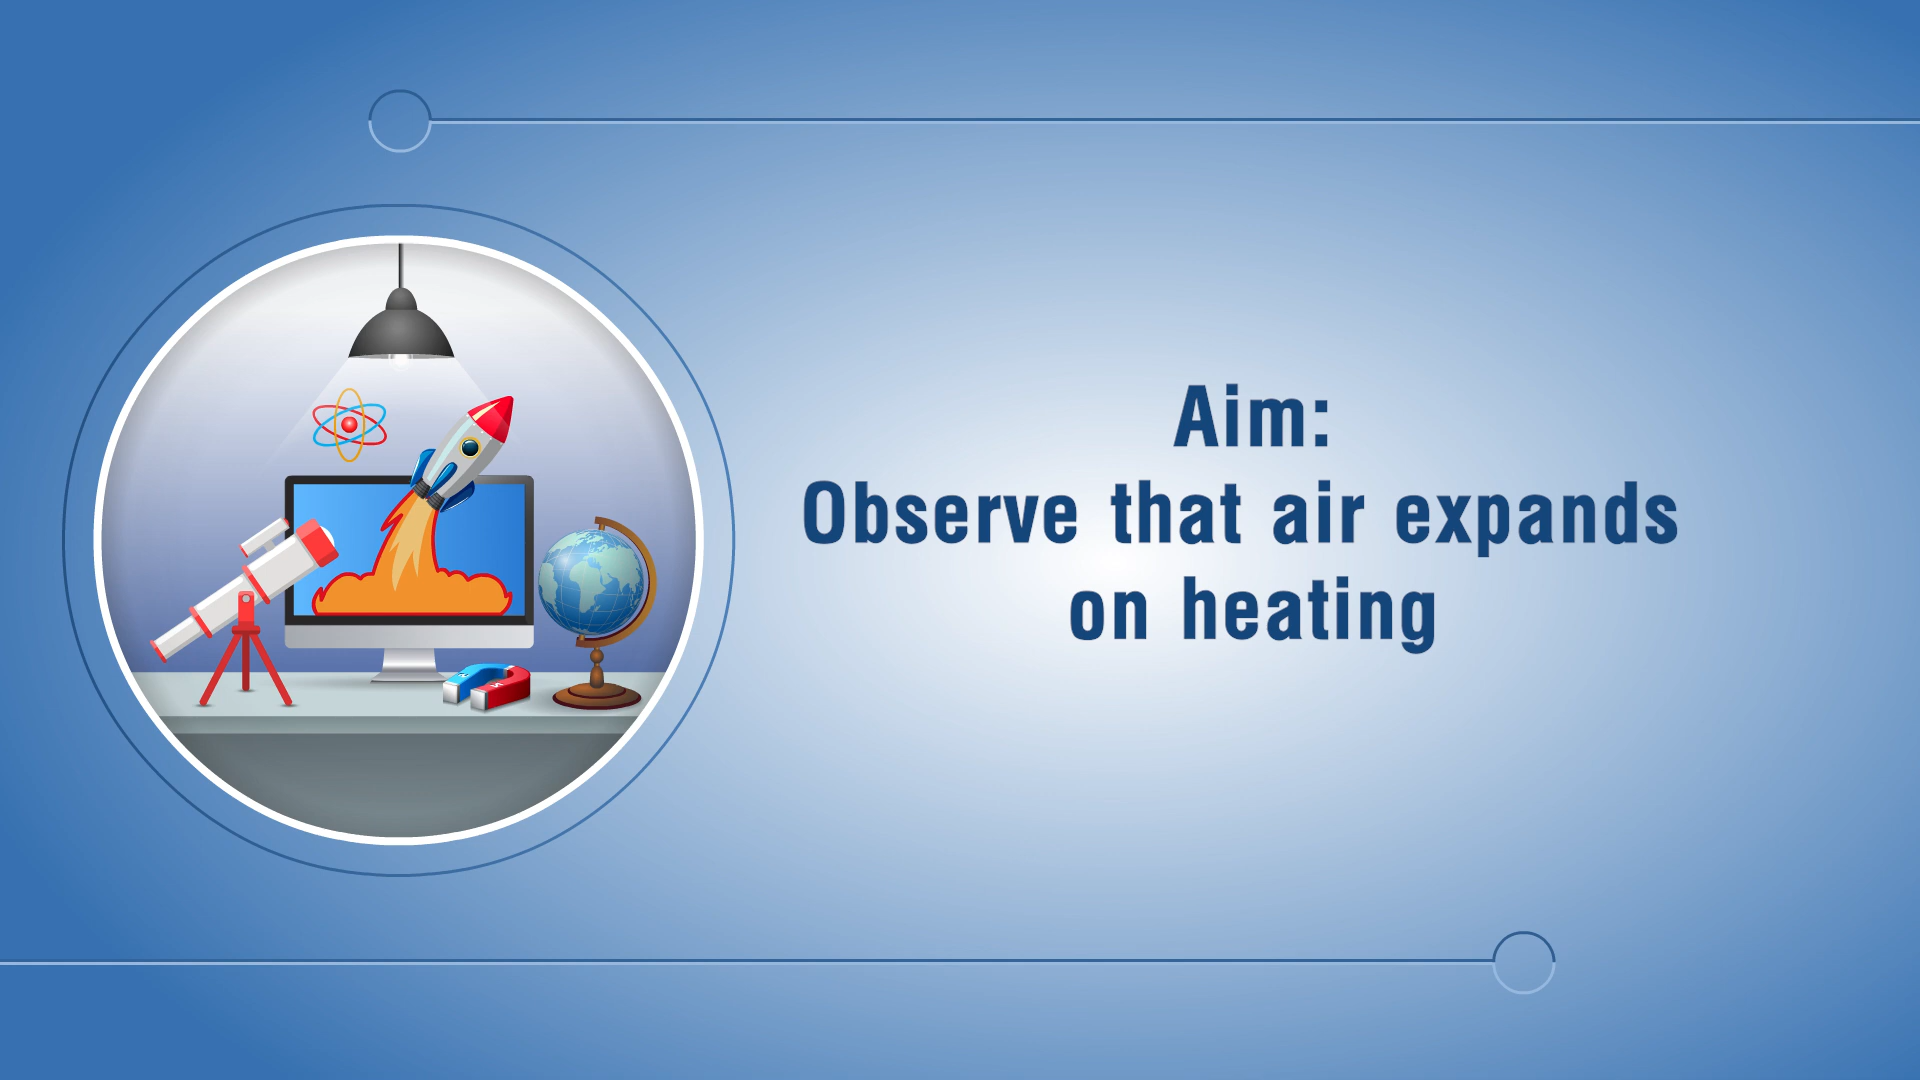 Aim:
Observe that air expands
on heating